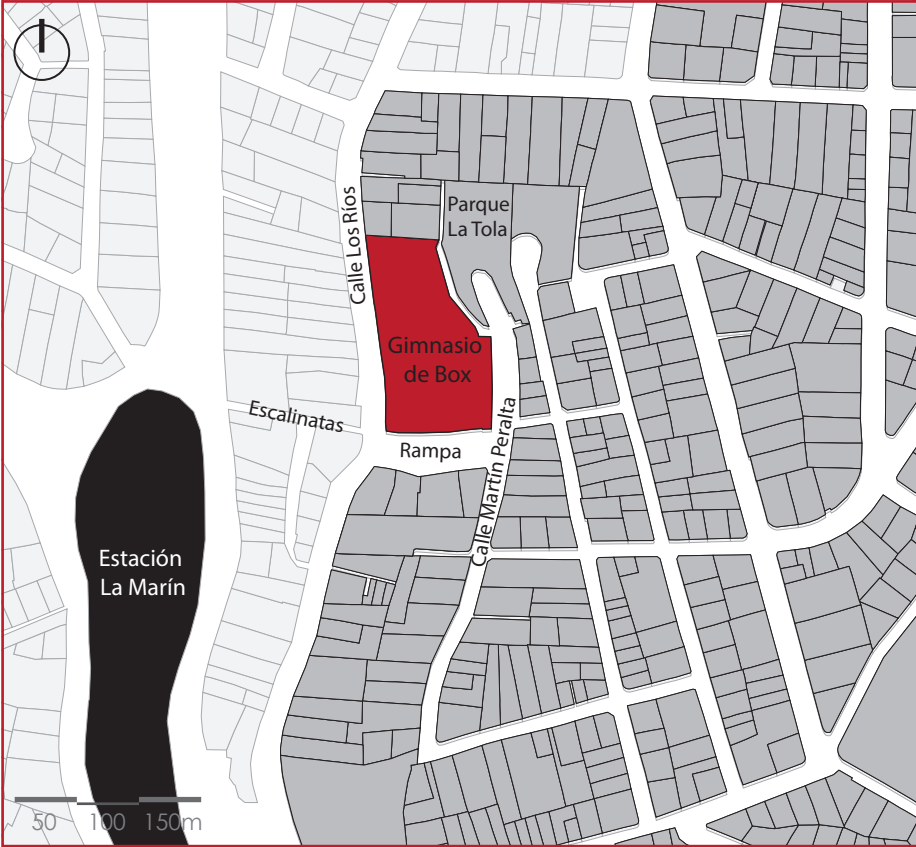 Parque
La Tola
Calle Los Ríos
Gimnasio
de Box
Escalinatas
Rampa
Calle Martín Peralta
Estación
La Marín
50 100 150m